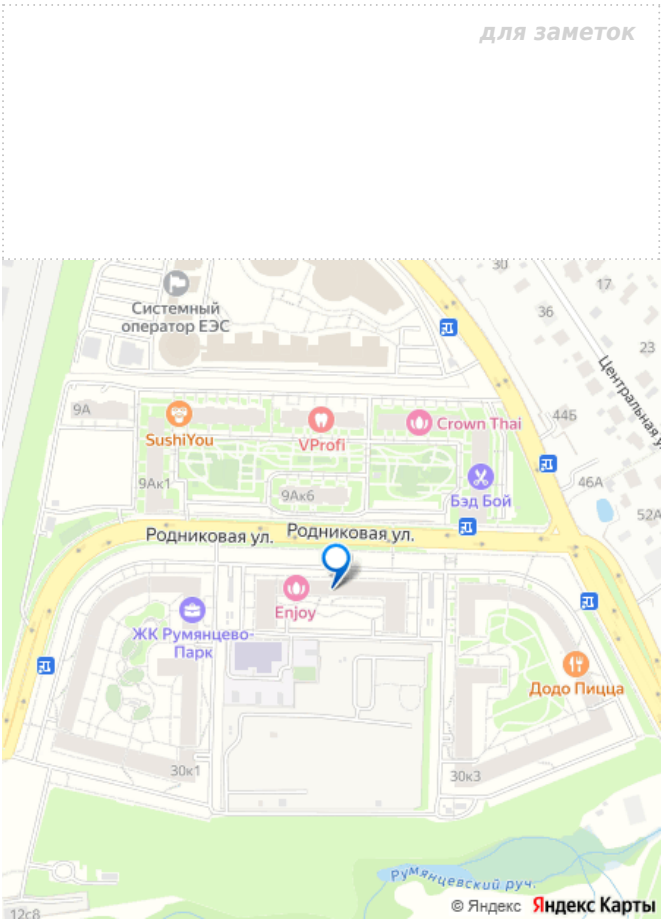 для заметок
30
17
Системный
оператор ЕЭС
36
23
Центральная у
9А
SushiYou
VProfi
Crown Thai
44Б
9Ак1
9Ак6
Бэд Бой
46А
52А
Родниковая ул.
Родниковая ул.
Enjoy
ЖК Румянцево-
Парк
Додо Пицца
30к1
30к3
Румянцевский руч.
12с8
© Яндекс Яндекс Карты